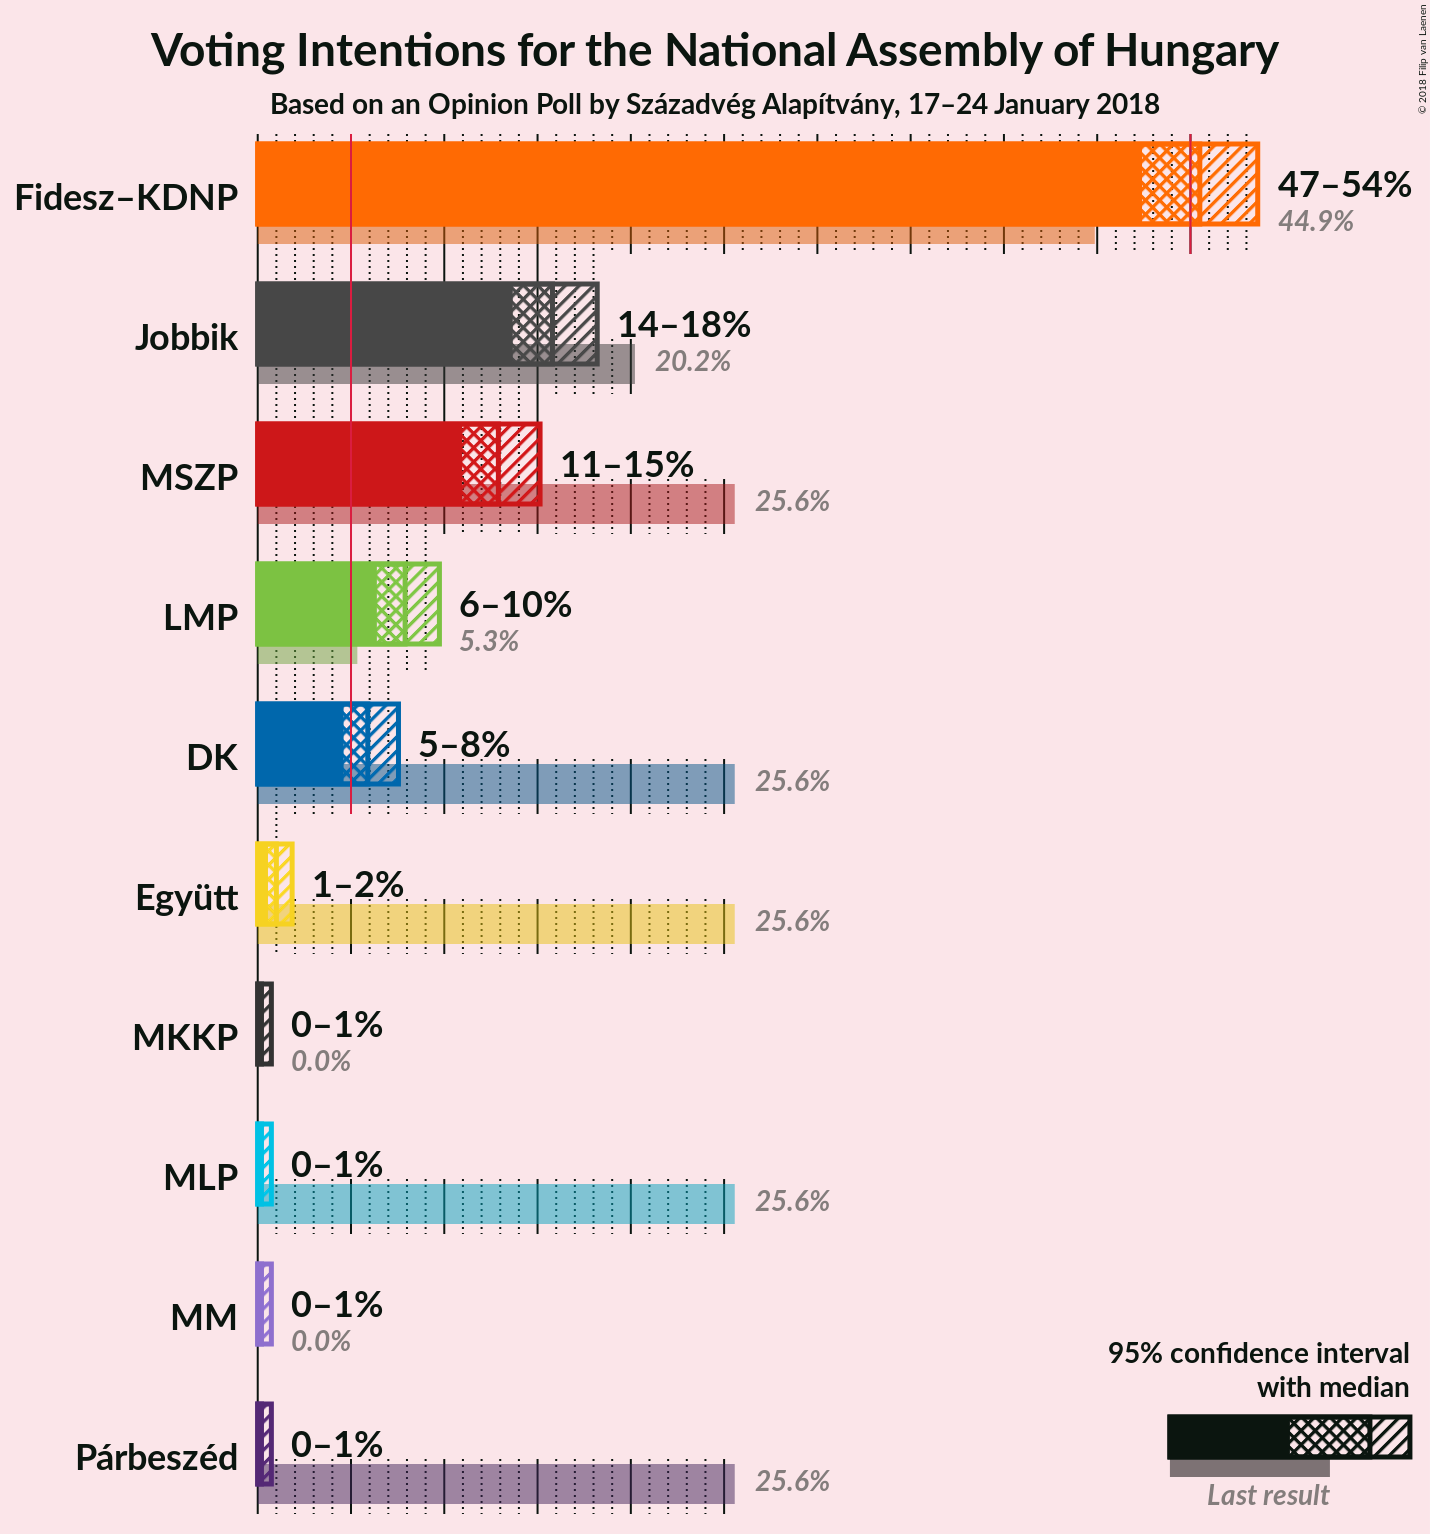 Voting Intentions for the National Assembly of Hungary
Based on an Opinion Poll by Századvég Alapítvány, 17–24 January 2018
© 2018 Filip van Laenen
Fidesz–KDNP
47–54%
44.9%
Jobbik
14–18%
20.2%
MSZP
11–15%
25.6%
LMP
6–10%
5.3%
DK
5–8%
25.6%
Együtt
1–2%
25.6%
MKKP
0–1%
0.0%
MLP
0–1%
25.6%
MM
0–1%
0.0%
Párbeszéd
0–1%
25.6%
95% confidence interval
with median
Last result